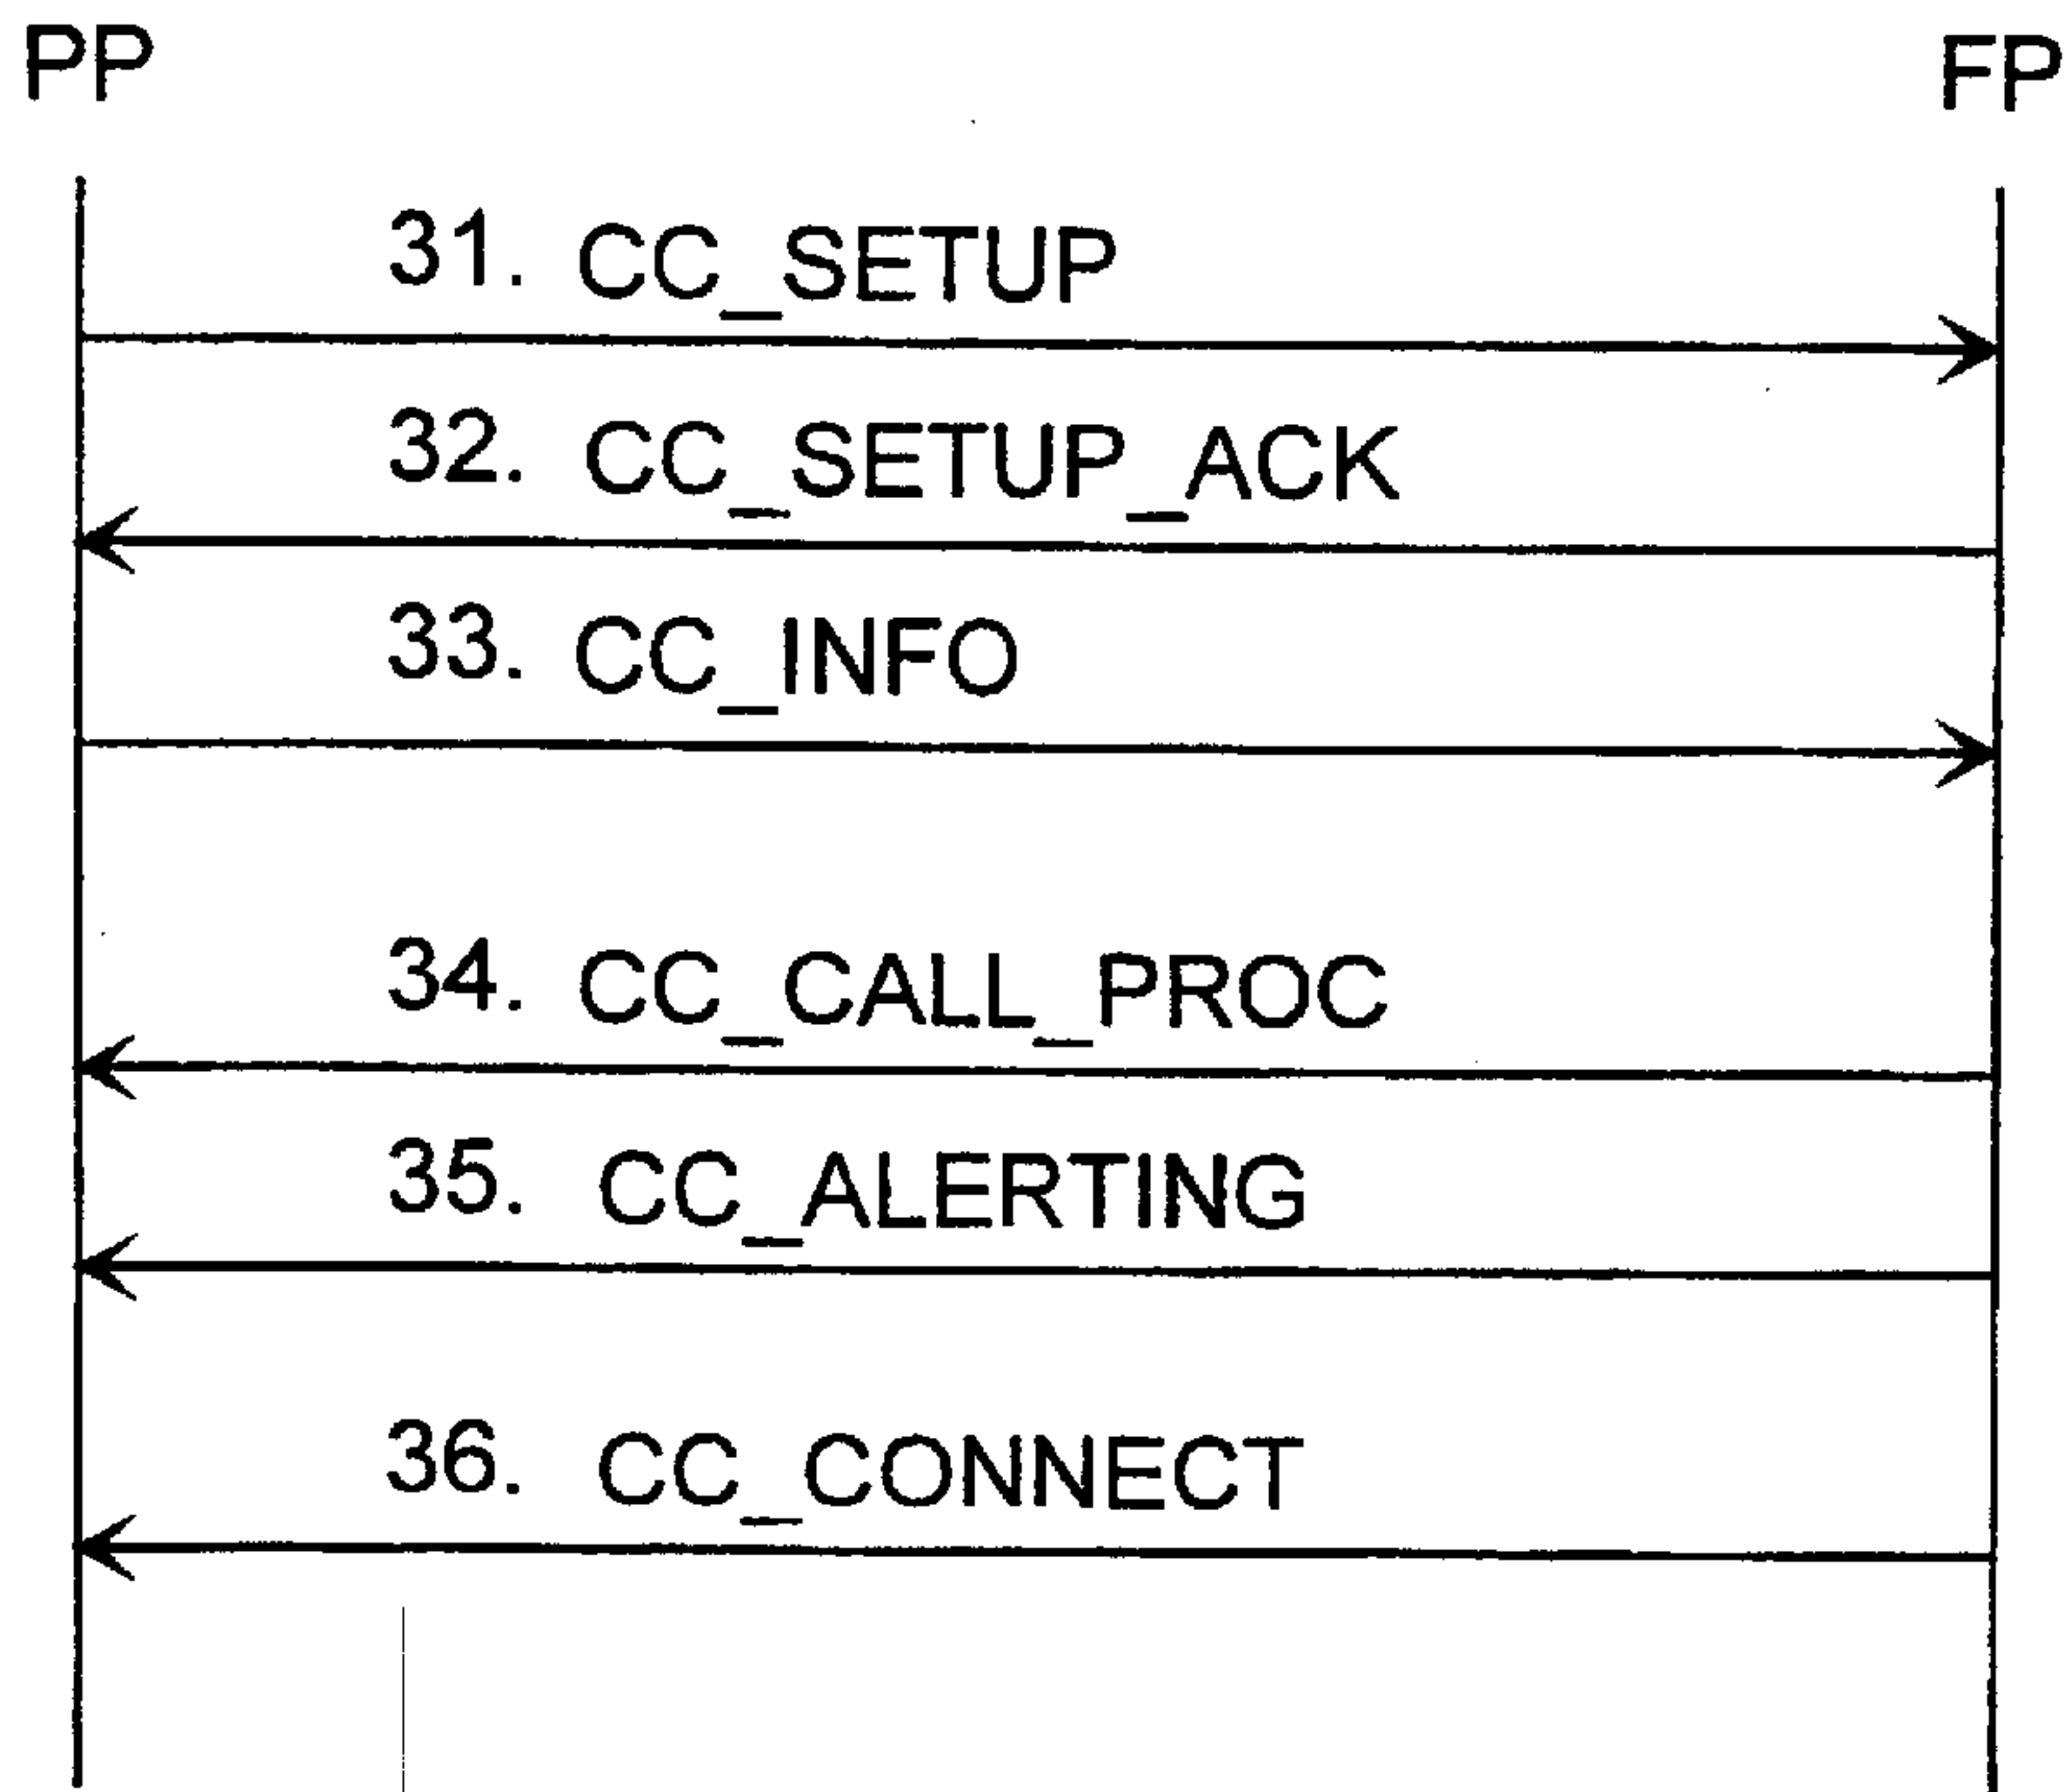 PP FP
31. CC_SETUP
32. CC_SETUP_ACK
33. CC_INFO
34. CC_CALL_PROC
35. CC_ALERTING
36. CC_CONNECT